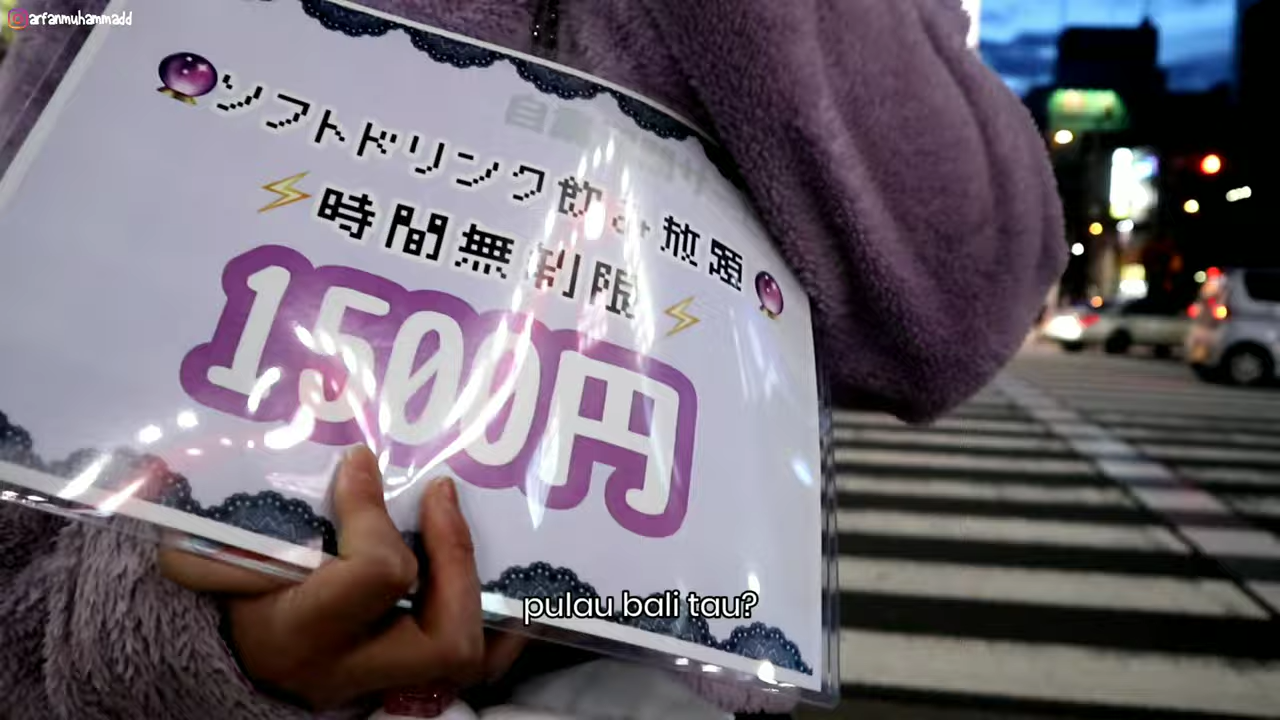 arfanmuhammadd
ソフトドリンク飲み放題
時間無制限
1500円
pulau bali tau?